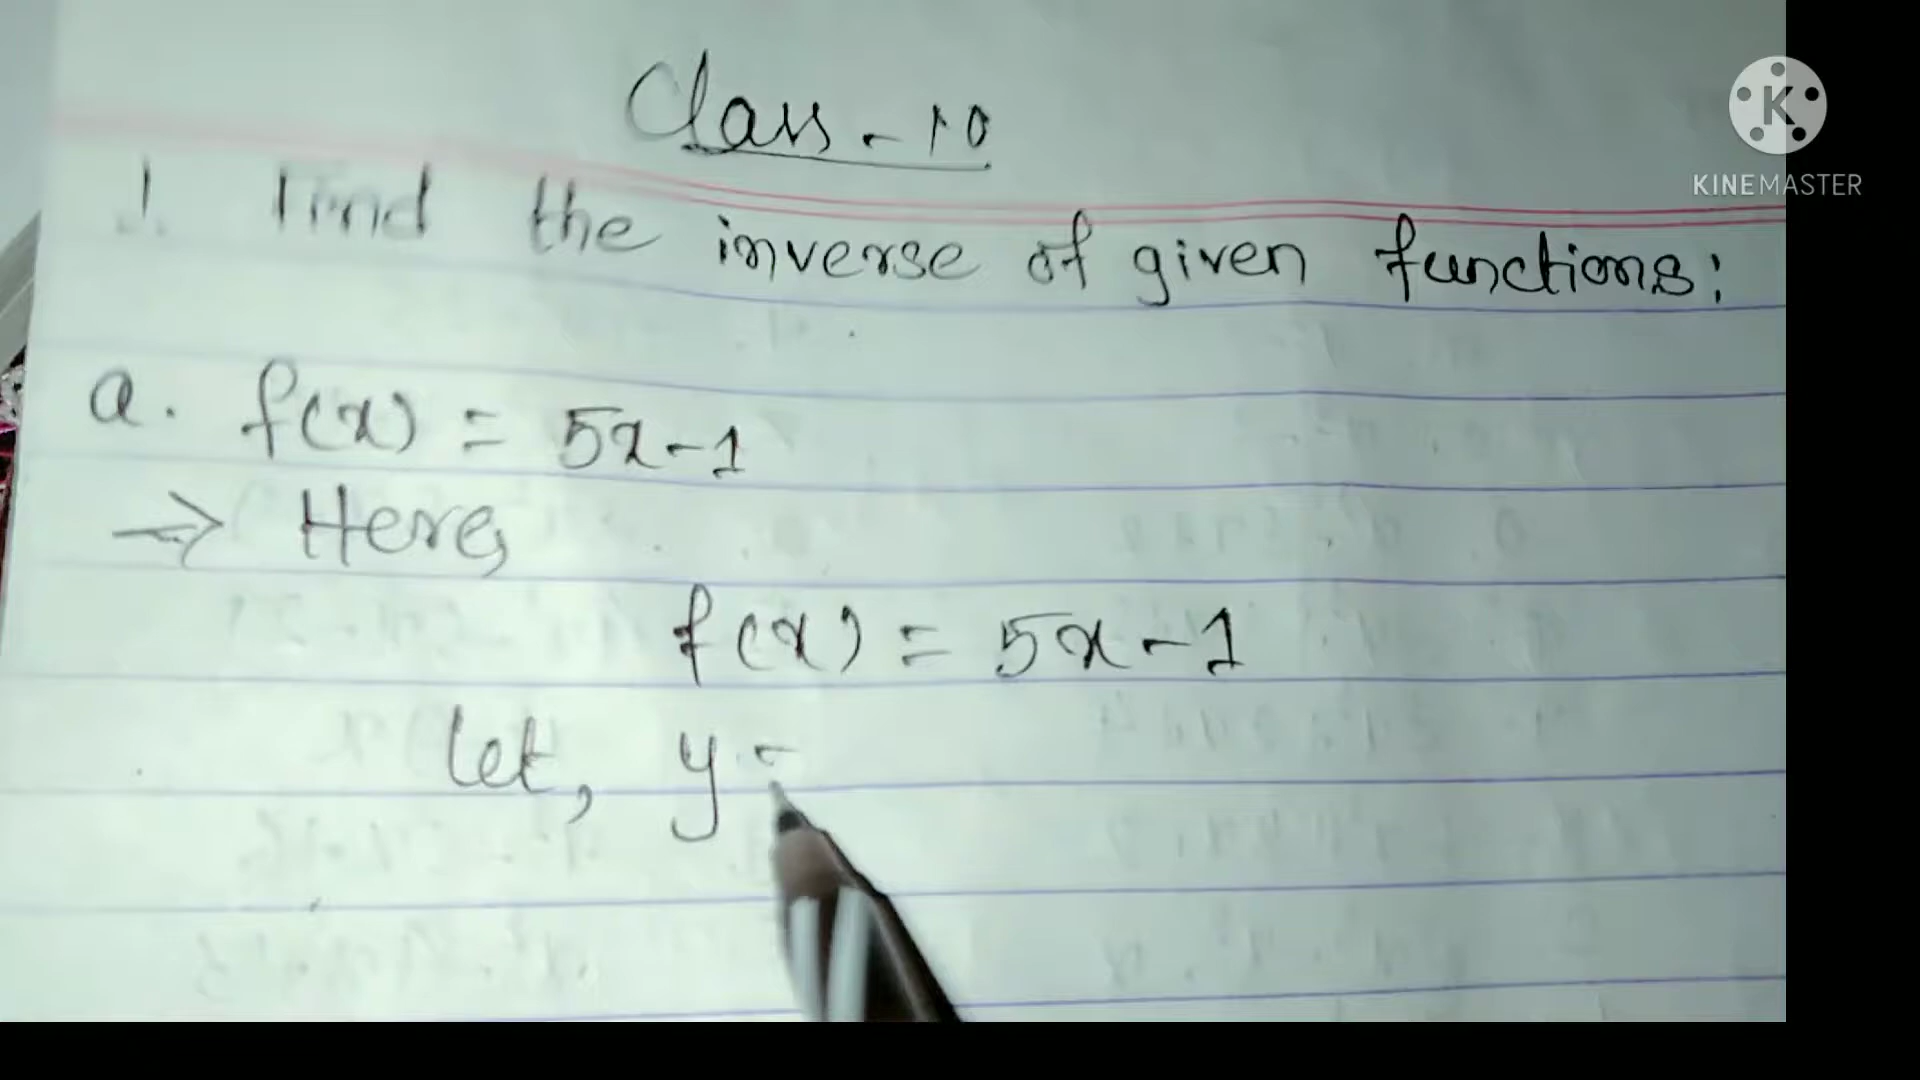 Class - 10
1. Find the inverse of given functions:
a. f(x) = 5x-1
⇒ Here,
f(x) = 5x-1
let, y =
K
KINEMASTER